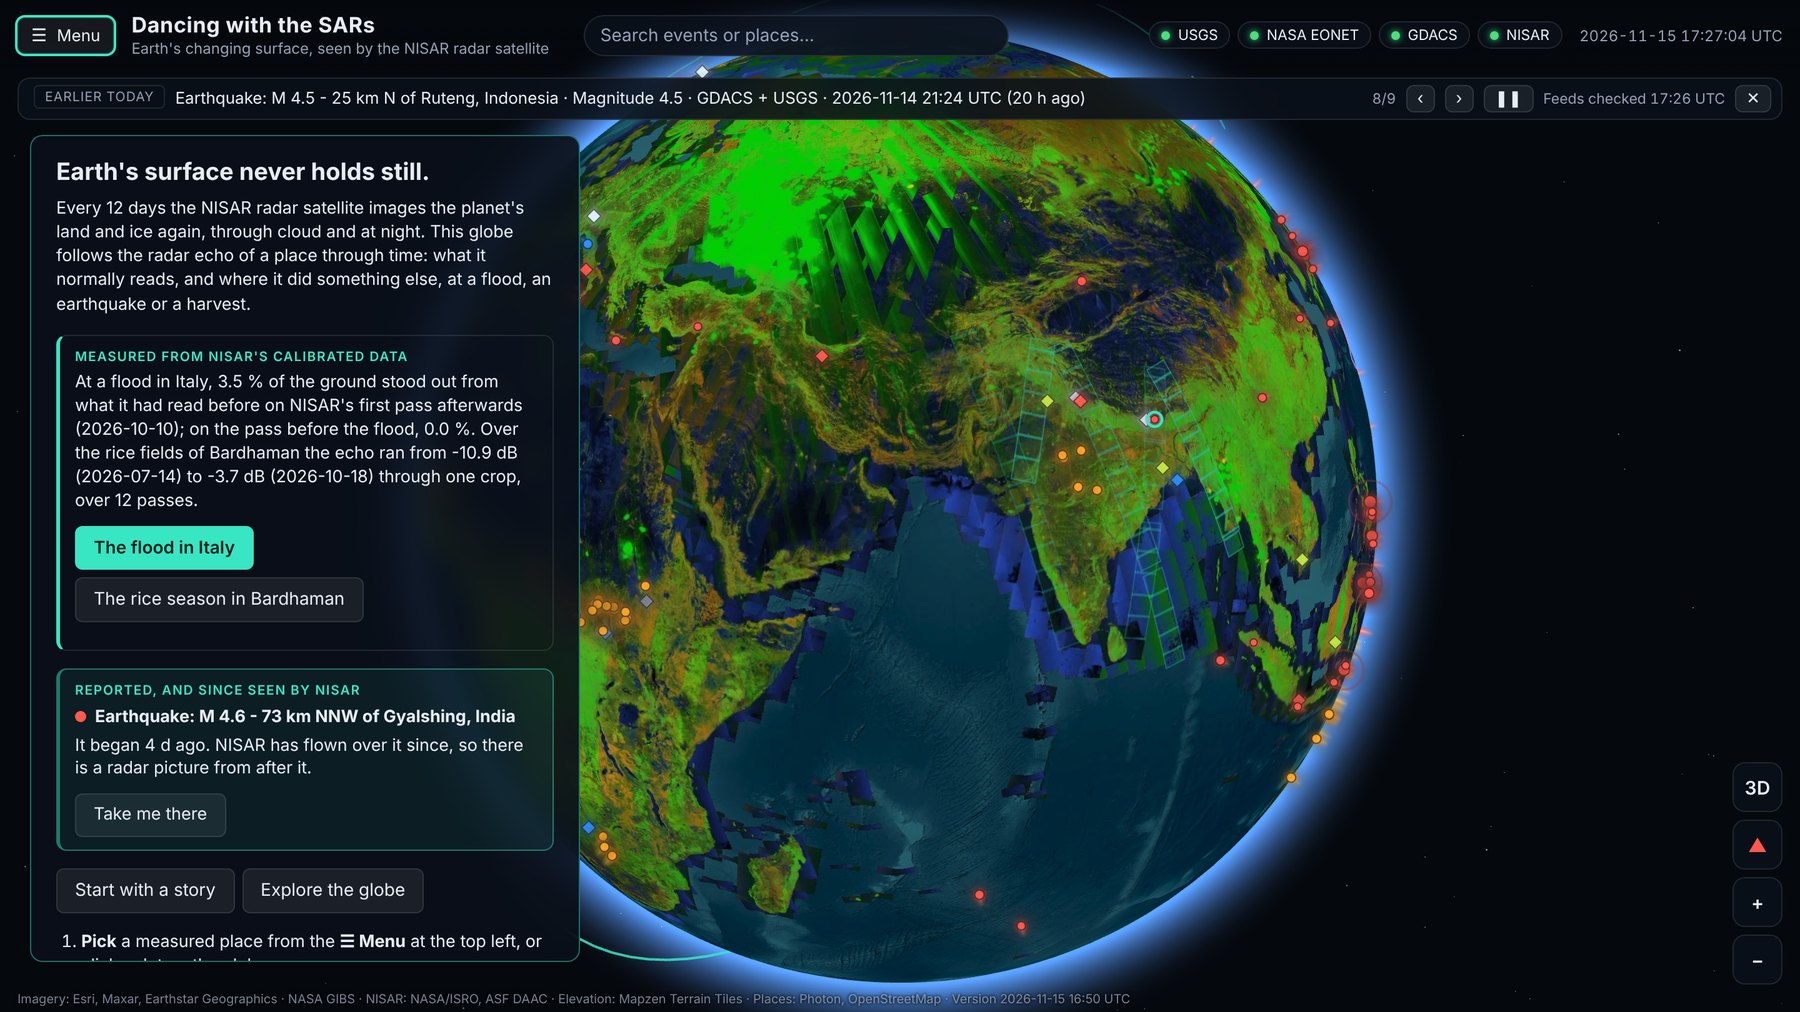 ☰ Menu
Dancing with the SARs
Earth's changing surface, seen by the NISAR radar satellite
Search events or places...
USGS
NASA EONET
GDACS
NISAR
2026-11-15 17:27:04 UTC
EARLIER TODAY
Earthquake: M 4.5 - 25 km N of Ruteng, Indonesia · Magnitude 4.5 · GDACS + USGS · 2026-11-14 21:24 UTC (20 h ago)
8/9
‹
›
❚❚
Feeds checked 17:26 UTC
✕
Earth's surface never holds still.
Every 12 days the NISAR radar satellite images the planet's
land and ice again, through cloud and at night. This globe
follows the radar echo of a place through time: what it
normally reads, and where it did something else, at a flood, an
earthquake or a harvest.
MEASURED FROM NISAR'S CALIBRATED DATA
At a flood in Italy, 3.5 % of the ground stood out from
what it had read before on NISAR's first pass afterwards
(2026-10-10); on the pass before the flood, 0.0 %. Over
the rice fields of Bardhaman the echo ran from -10.9 dB
(2026-07-14) to -3.7 dB (2026-10-18) through one crop,
over 12 passes.
The flood in Italy
The rice season in Bardhaman
REPORTED, AND SINCE SEEN BY NISAR
Earthquake: M 4.6 - 73 km NNW of Gyalshing, India
It began 4 d ago. NISAR has flown over it since, so there
is a radar picture from after it.
Take me there
Start with a story
Explore the globe
1. Pick a measured place from the ☰ Menu at the top left, or
3D
▲
+
−
Imagery: Esri, Maxar, Earthstar Geographics · NASA GIBS · NISAR: NASA/ISRO, ASF DAAC · Elevation: Mapzen Terrain Tiles · Places: Photon, OpenStreetMap · Version 2026-11-15 16:50 UTC